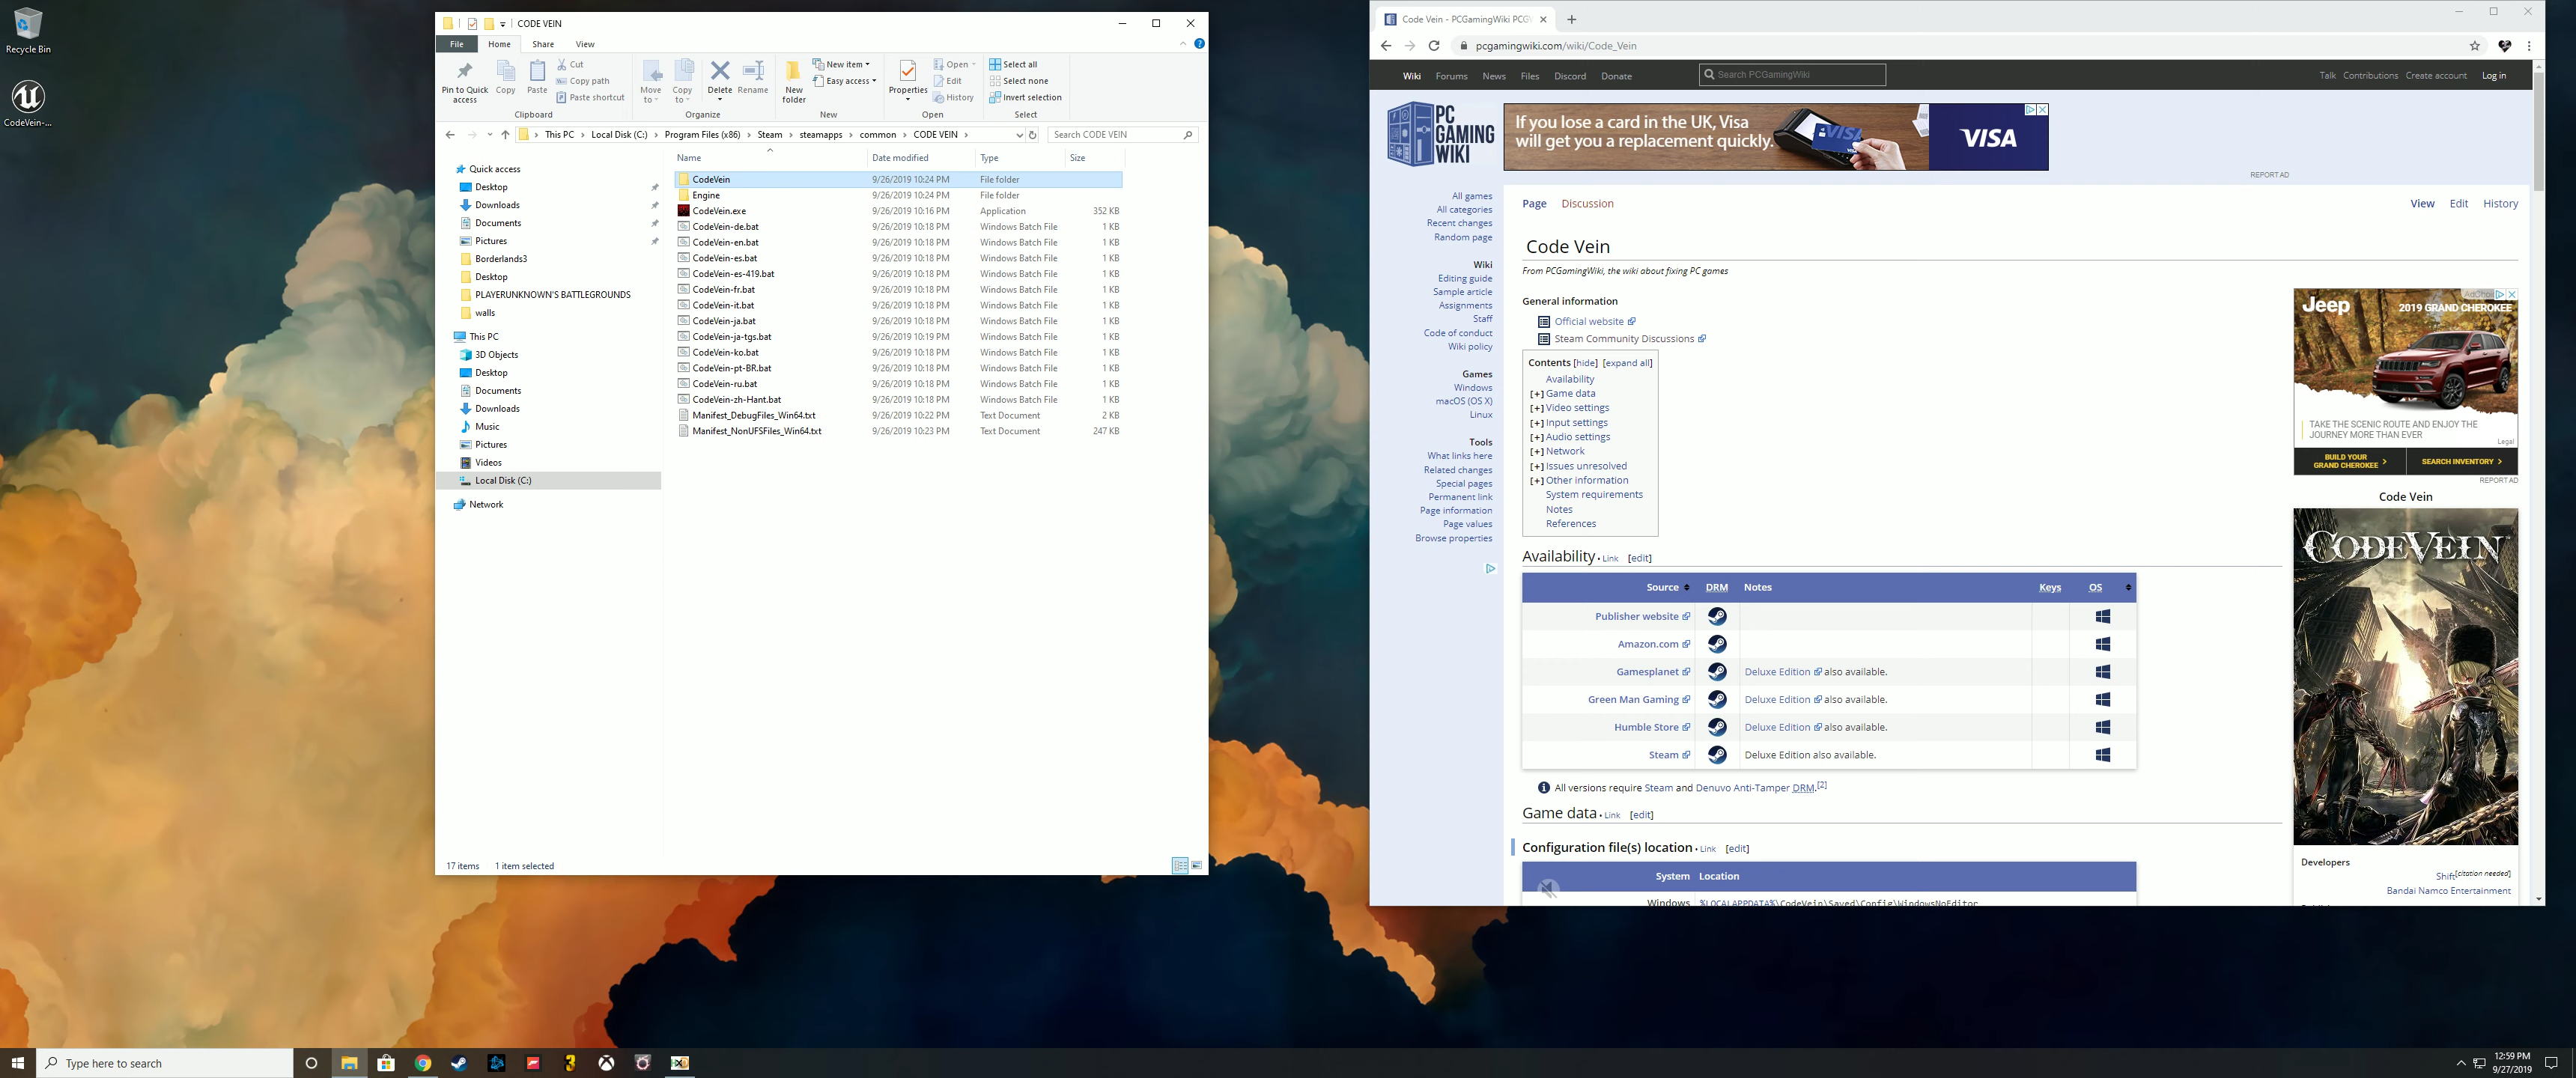 Recycle Bin
CodeVein-...
CODE VEIN
File Home Share View
Pin to Quick access
Copy
Paste
Cut
Copy path
Paste shortcut
Clipboard
Move to
Copy to
Delete
Rename
Organize
New folder
New item
Easy access
New
Properties
Open
Edit
History
Open
Select all
Select none
Invert selection
Select
This PC > Local Disk (C:) > Program Files (x86) > Steam > steamapps > common > CODE VEIN >
Search CODE VEIN
Quick access
Desktop
Downloads
Documents
Pictures
Borderlands3
Desktop
PLAYERUNKNOWN'S BATTLEGROUNDS
walls
This PC
3D Objects
Desktop
Documents
Downloads
Music
Pictures
Videos
Local Disk (C:)
Network
Name Date modified Type Size
CodeVein 9/26/2019 10:24 PM File folder
Engine 9/26/2019 10:24 PM File folder
CodeVein.exe 9/26/2019 10:16 PM Application 352 KB
CodeVein-de.bat 9/26/2019 10:18 PM Windows Batch File 1 KB
CodeVein-en.bat 9/26/2019 10:18 PM Windows Batch File 1 KB
CodeVein-es.bat 9/26/2019 10:18 PM Windows Batch File 1 KB
CodeVein-es-419.bat 9/26/2019 10:18 PM Windows Batch File 1 KB
CodeVein-fr.bat 9/26/2019 10:18 PM Windows Batch File 1 KB
CodeVein-it.bat 9/26/2019 10:18 PM Windows Batch File 1 KB
CodeVein-ja.bat 9/26/2019 10:18 PM Windows Batch File 1 KB
CodeVein-ja-tgs.bat 9/26/2019 10:19 PM Windows Batch File 1 KB
CodeVein-ko.bat 9/26/2019 10:18 PM Windows Batch File 1 KB
CodeVein-pt-BR.bat 9/26/2019 10:18 PM Windows Batch File 1 KB
CodeVein-ru.bat 9/26/2019 10:18 PM Windows Batch File 1 KB
CodeVein-zh-Hant.bat 9/26/2019 10:18 PM Windows Batch File 1 KB
Manifest_DebugFiles_Win64.txt 9/26/2019 10:22 PM Text Document 2 KB
Manifest_NonUFSFiles_Win64.txt 9/26/2019 10:23 PM Text Document 247 KB
17 items 1 item selected
Code Vein - PCGamingWiki PCG
pcgamingwiki.com/wiki/Code_Vein
Wiki Forums News Files Discord Donate
Search PCGamingWiki
Talk Contributions Create account Log in
PC GAMING WIKI
If you lose a card in the UK, Visa
will get you a replacement quickly.
VISA
VISA
REPORT AD
All games
All categories
Recent changes
Random page
Wiki
Editing guide
Sample article
Assignments
Staff
Code of conduct
Wiki policy
Games
Windows
macOS (OS X)
Linux
Tools
What links here
Related changes
Special pages
Permanent link
Page information
Page values
Browse properties
Page Discussion
View Edit History
Code Vein
From PCGamingWiki, the wiki about fixing PC games
General information
Official website
Steam Community Discussions
Contents [hide] [expand all]
Availability
[+] Game data
[+] Video settings
[+] Input settings
[+] Audio settings
[+] Network
[+] Issues unresolved
[+] Other information
System requirements
Notes
References
Availability • Link [edit]
Source DRM Notes Keys OS
Publisher website
Amazon.com
Gamesplanet Deluxe Edition also available.
Green Man Gaming Deluxe Edition also available.
Humble Store Deluxe Edition also available.
Steam Deluxe Edition also available.
All versions require Steam and Denuvo Anti-Tamper DRM.[2]
Game data • Link [edit]
Configuration file(s) location • Link [edit]
System Location
Windows %LOCALAPPDATA%\CodeVein\Saved\Config\WindowsNoEditor
Jeep
2019 GRAND CHEROKEE
TAKE THE SCENIC ROUTE AND ENJOY THE
JOURNEY MORE THAN EVER
Legal
BUILD YOUR
GRAND CHEROKEE >
SEARCH INVENTORY >
REPORT AD
Code Vein
CODE VEIN
Developers
Shift[citation needed]
Bandai Namco Entertainment
Type here to search
3
12:59 PM
9/27/2019